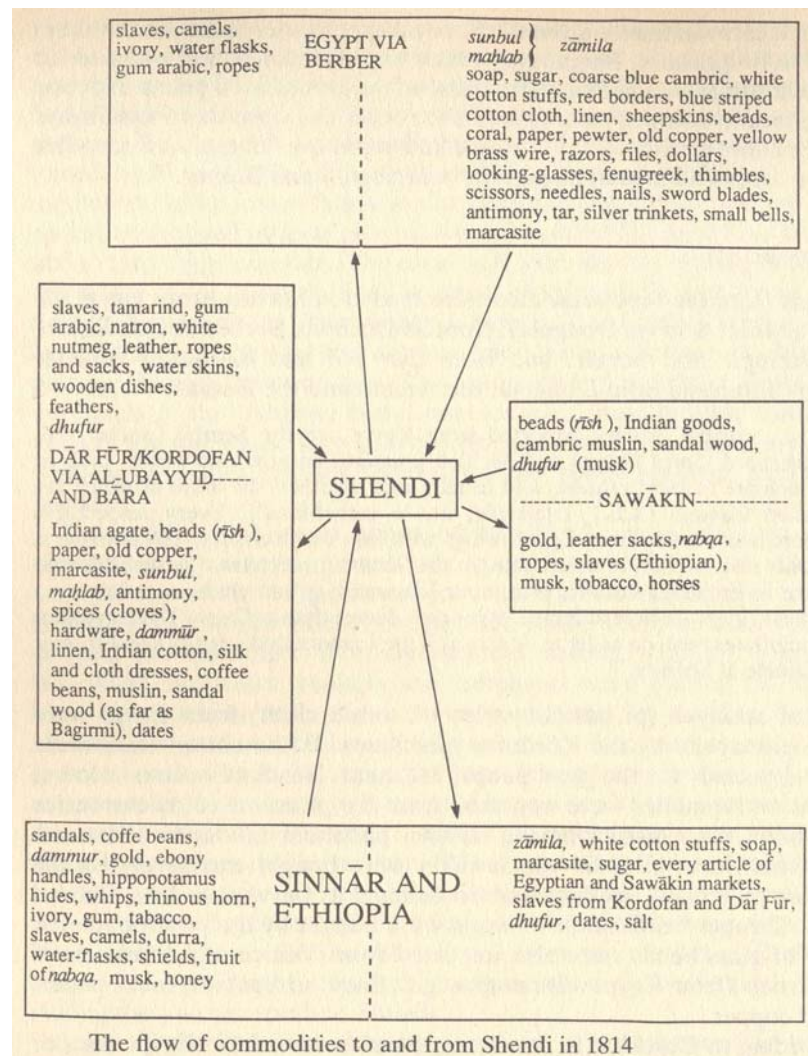 slaves, camels,
ivory, water flasks,
gum arabic, ropes
EGYPT VIA
BERBER
sunbul
maḥlab } zāmila
soap, sugar, coarse blue cambric, white
cotton stuffs, red borders, blue striped
cotton cloth, linen, sheepskins, beads,
coral, paper, pewter, old copper, yellow
brass wire, razors, files, dollars,
looking-glasses, fenugreek, thimbles,
scissors, needles, nails, sword blades,
antimony, tar, silver trinkets, small bells,
marcasite
slaves, tamarind, gum
arabic, natron, white
nutmeg, leather, ropes
and sacks, water skins,
wooden dishes,
feathers,
dhufur
DĀR FŪR/KORDOFAN
VIA AL-UBAYYIḌ------
AND BĀRA
Indian agate, beads (rīsh),
paper, old copper,
marcasite, sunbul,
maḥlab, antimony,
spices (cloves),
hardware, dammūr,
linen, Indian cotton, silk
and cloth dresses, coffee
beans, muslin, sandal
wood (as far as
Bagirmi), dates
SHENDI
beads (rīsh), Indian goods,
cambric muslin, sandal wood,
dhufur (musk)
------ SAWĀKIN-------------
gold, leather sacks, nabqa,
ropes, slaves (Ethiopian),
musk, tobacco, horses
sandals, coffe beans,
dammur, gold, ebony
handles, hippopotamus
hides, whips, rhinous horn,
ivory, gum, tabacco,
slaves, camels, durra,
water-flasks, shields, fruit
of nabqa, musk, honey
SINNĀR AND
ETHIOPIA
zāmila, white cotton stuffs, soap,
marcasite, sugar, every article of
Egyptian and Sawākin markets,
slaves from Kordofan and Dār Fūr,
dhufur, dates, salt
The flow of commodities to and from Shendi in 1814